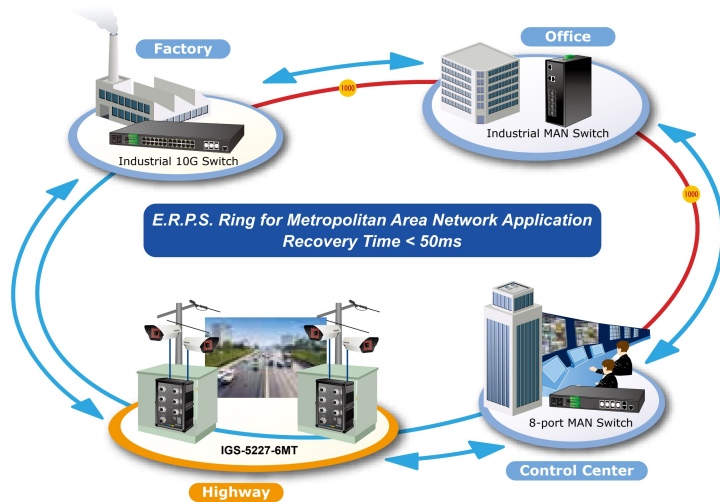 Factory
Office
1000
Industrial 10G Switch
Industrial MAN Switch
1000
E.R.P.S. Ring for Metropolitan Area Network Application
Recovery Time < 50ms
IGS-5227-6MT
8-port MAN Switch
Highway
Control Center